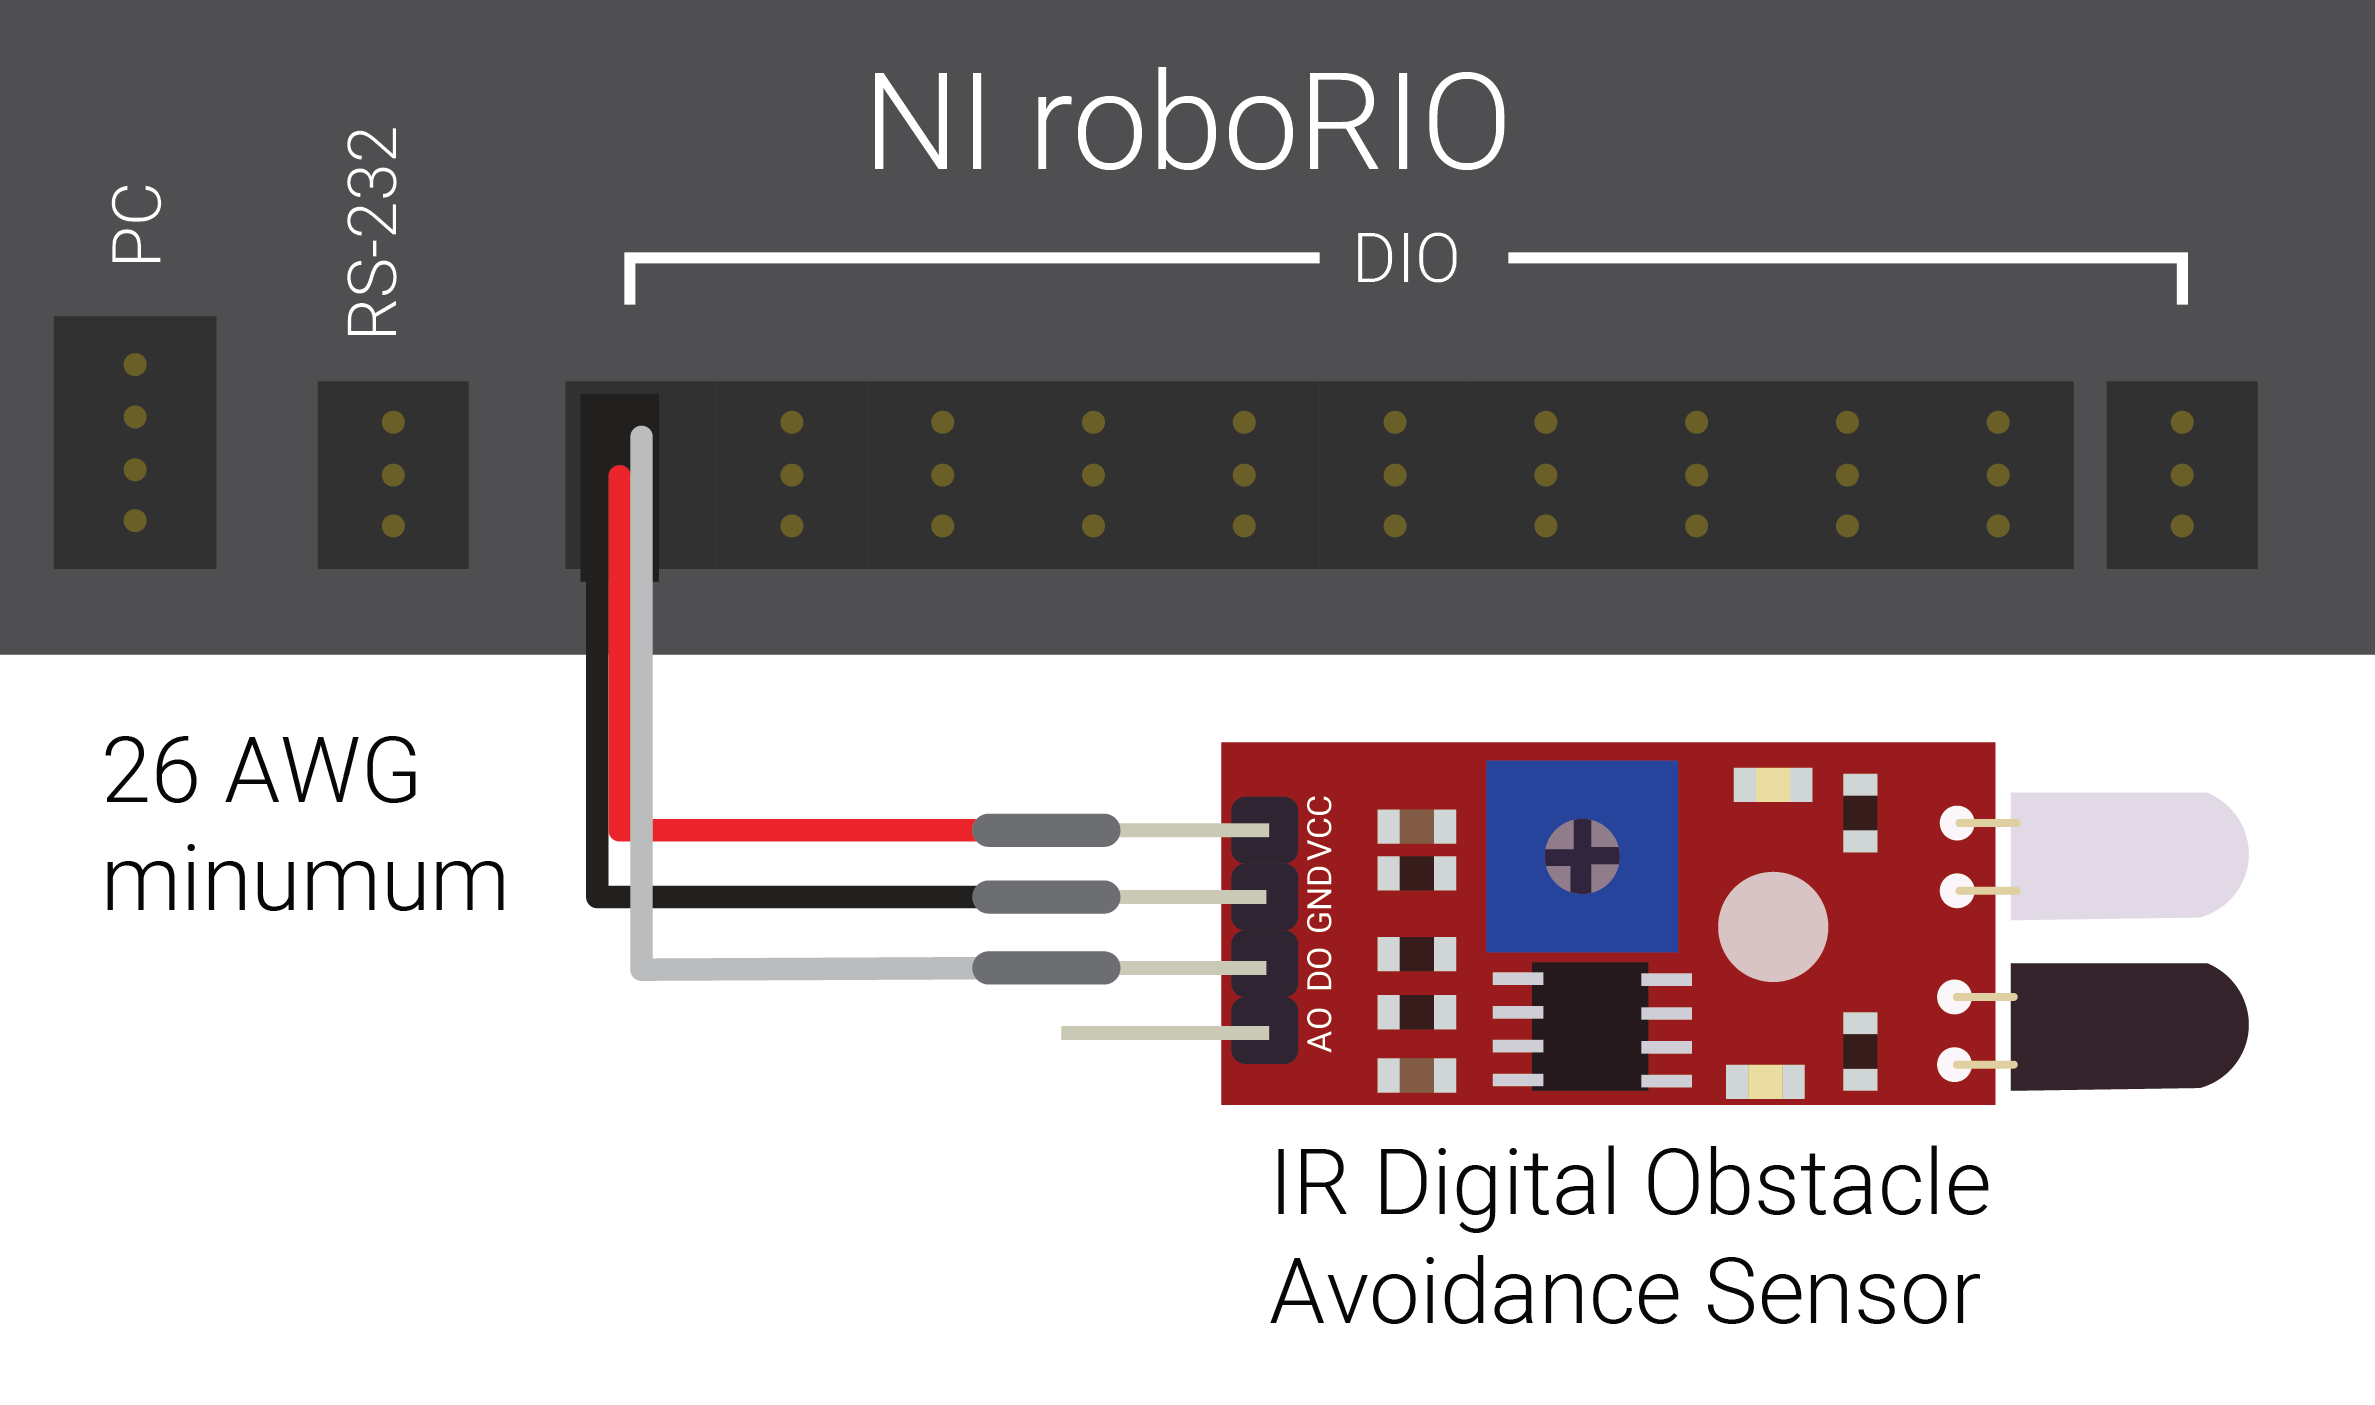 NI roboRIO
PC
RS-232
DIO
26 AWG
minumum
VCC
GND
DO
AO
IR Digital Obstacle
Avoidance Sensor